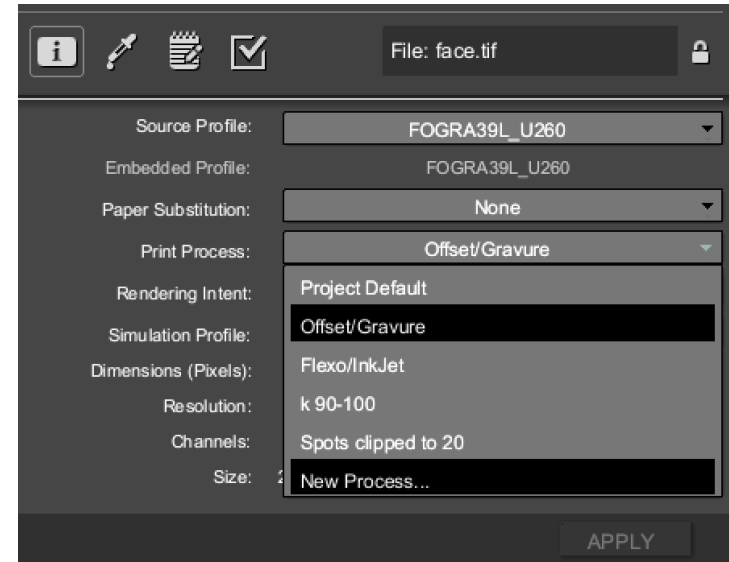 File: face.tif
Source Profile: FOGRA39L_U260
Embedded Profile: FOGRA39L_U260
Paper Substitution: None
Print Process: Offset/Gravure
Project Default
Rendering Intent:
Offset/Gravure
Simulation Profile:
Flexo/InkJet
Dimensions (Pixels):
k 90-100
Resolution:
Channels:
Spots clipped to 20
Size:
New Process...
APPLY